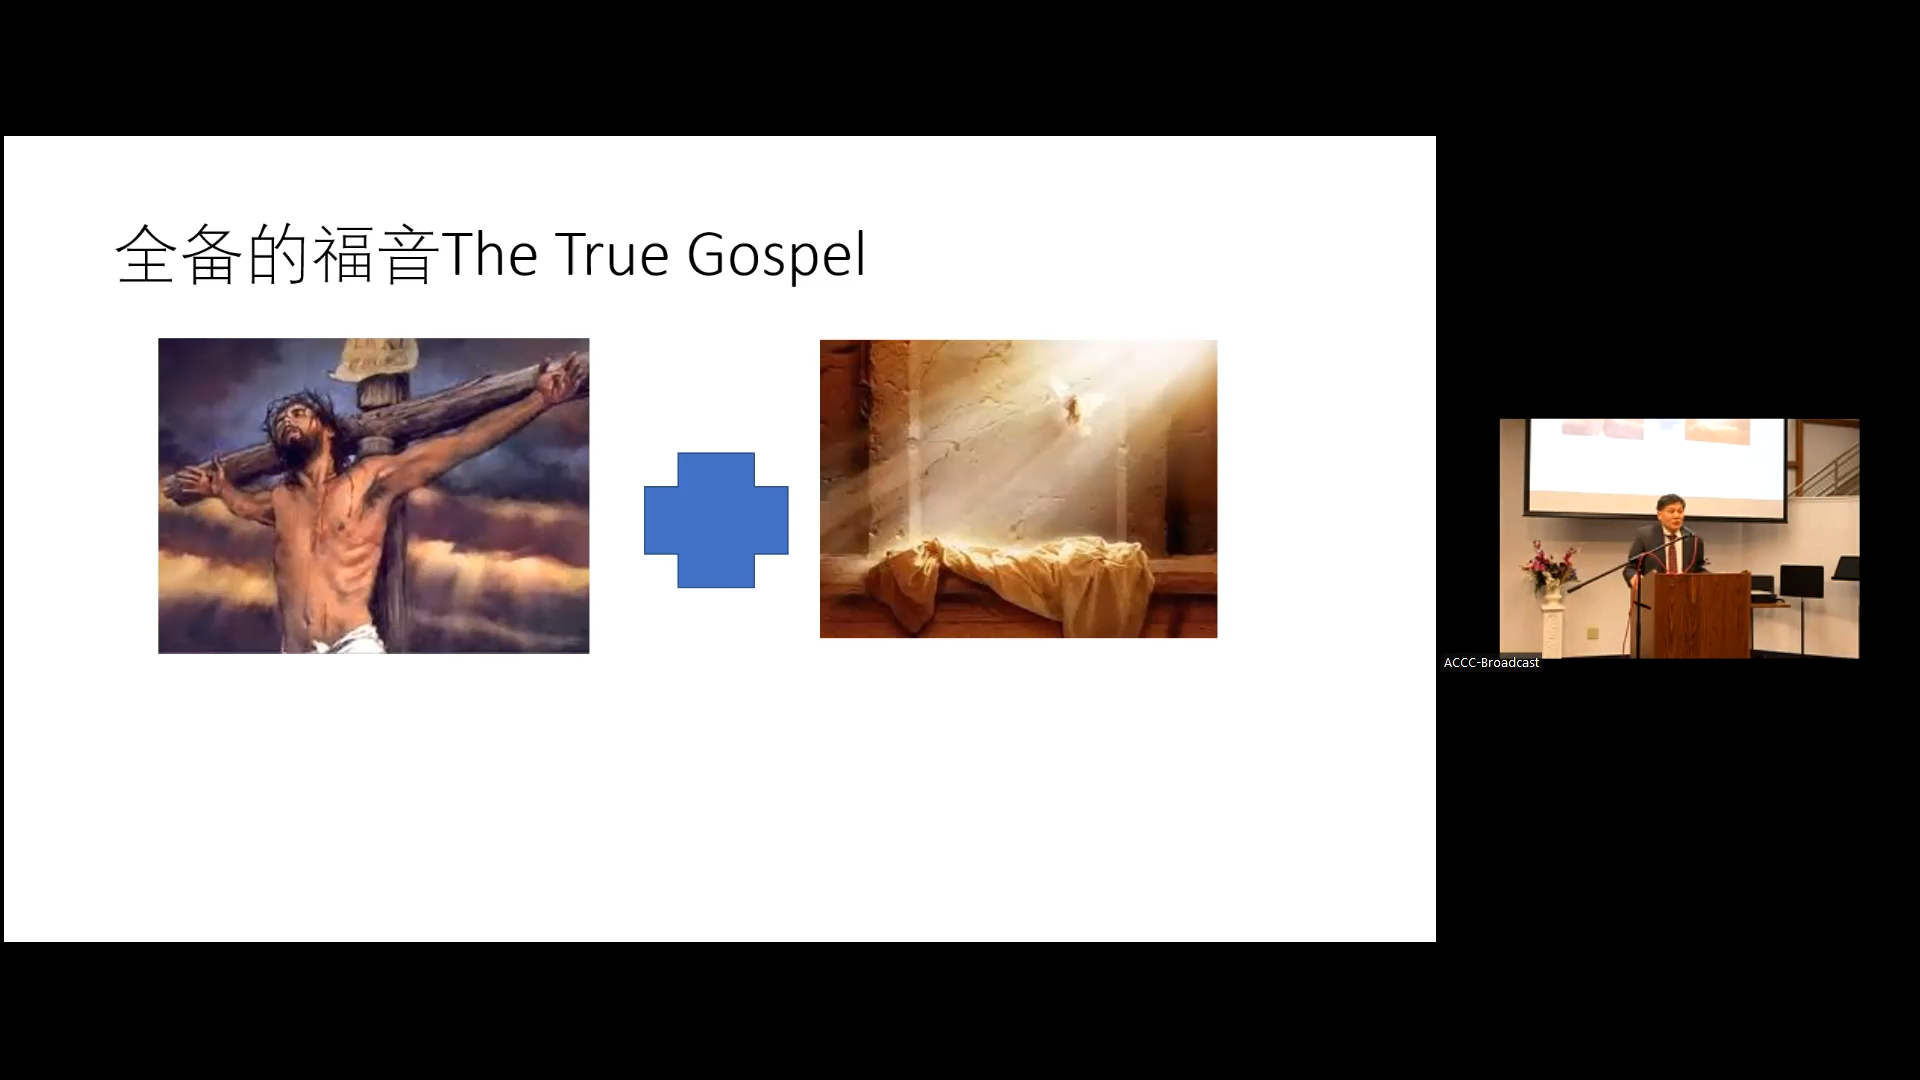 全备的福音The True Gospel
ACCC-Broadcast